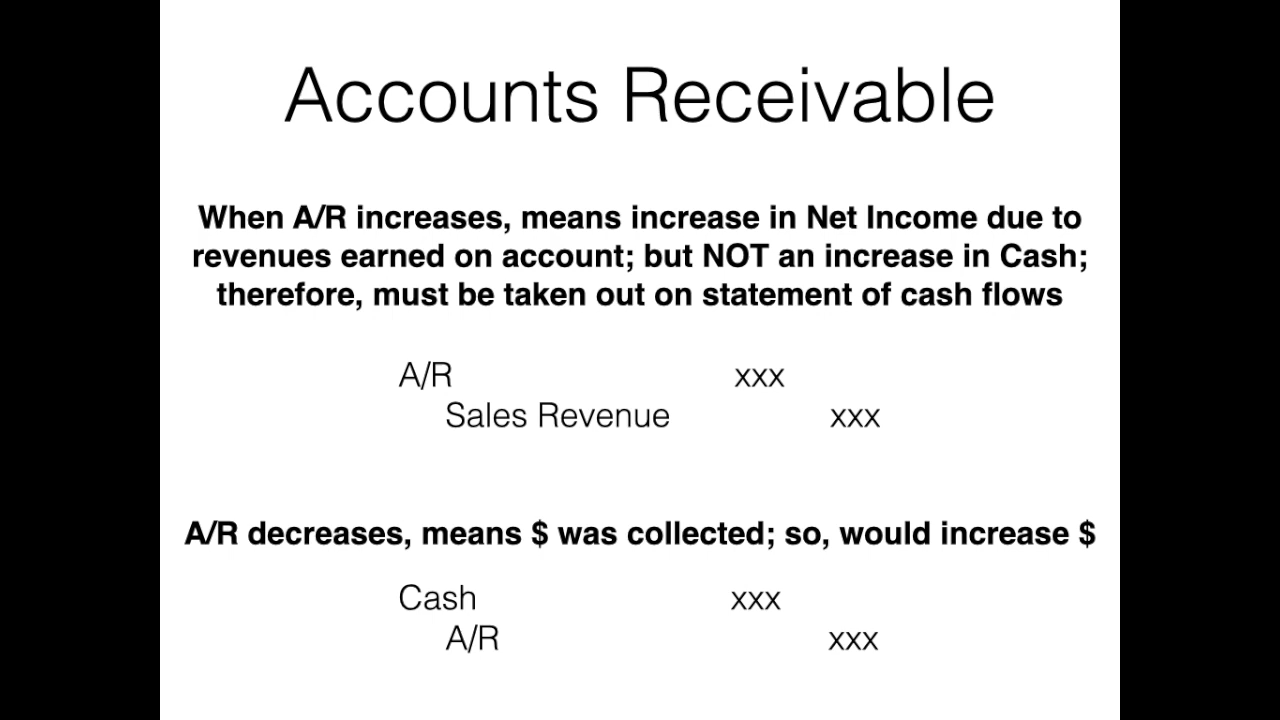 Accounts Receivable
When A/R increases, means increase in Net Income due to
revenues earned on account; but NOT an increase in Cash;
therefore, must be taken out on statement of cash flows
A/R xxx
Sales Revenue xxx
A/R decreases, means $ was collected; so, would increase $
Cash xxx
A/R xxx